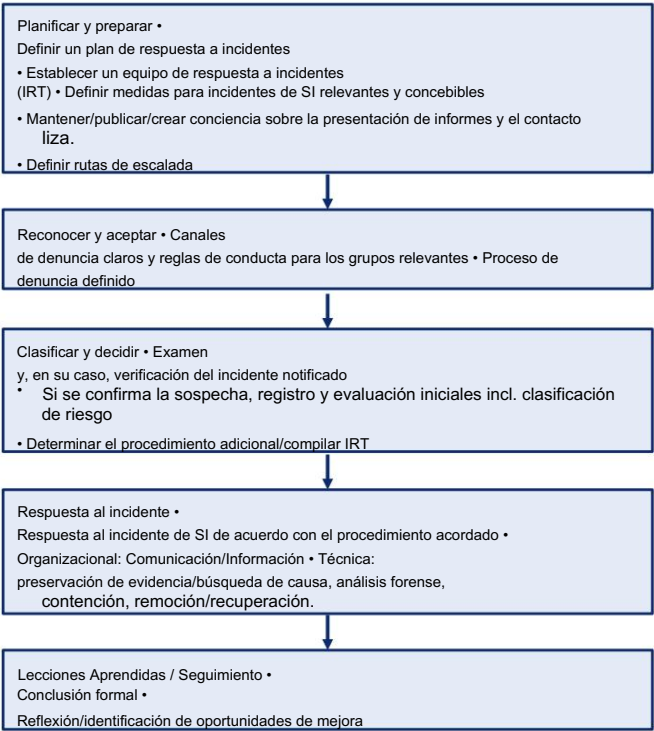 Planificar y preparar •
Definir un plan de respuesta a incidentes
• Establecer un equipo de respuesta a incidentes
(IRT) • Definir medidas para incidentes de SI relevantes y concebibles
• Mantener/publicar/crear conciencia sobre la presentación de informes y el contacto
liza.
• Definir rutas de escalada
Reconocer y aceptar • Canales
de denuncia claros y reglas de conducta para los grupos relevantes • Proceso de
denuncia definido
Clasificar y decidir • Examen
y, en su caso, verificación del incidente notificado
• Si se confirma la sospecha, registro y evaluación iniciales incl. clasificación
de riesgo
• Determinar el procedimiento adicional/compilar IRT
Respuesta al incidente •
Respuesta al incidente de SI de acuerdo con el procedimiento acordado •
Organizacional: Comunicación/Información • Técnica:
preservación de evidencia/búsqueda de causa, análisis forense,
contención, remoción/recuperación.
Lecciones Aprendidas / Seguimiento •
Conclusión formal •
Reflexión/identificación de oportunidades de mejora